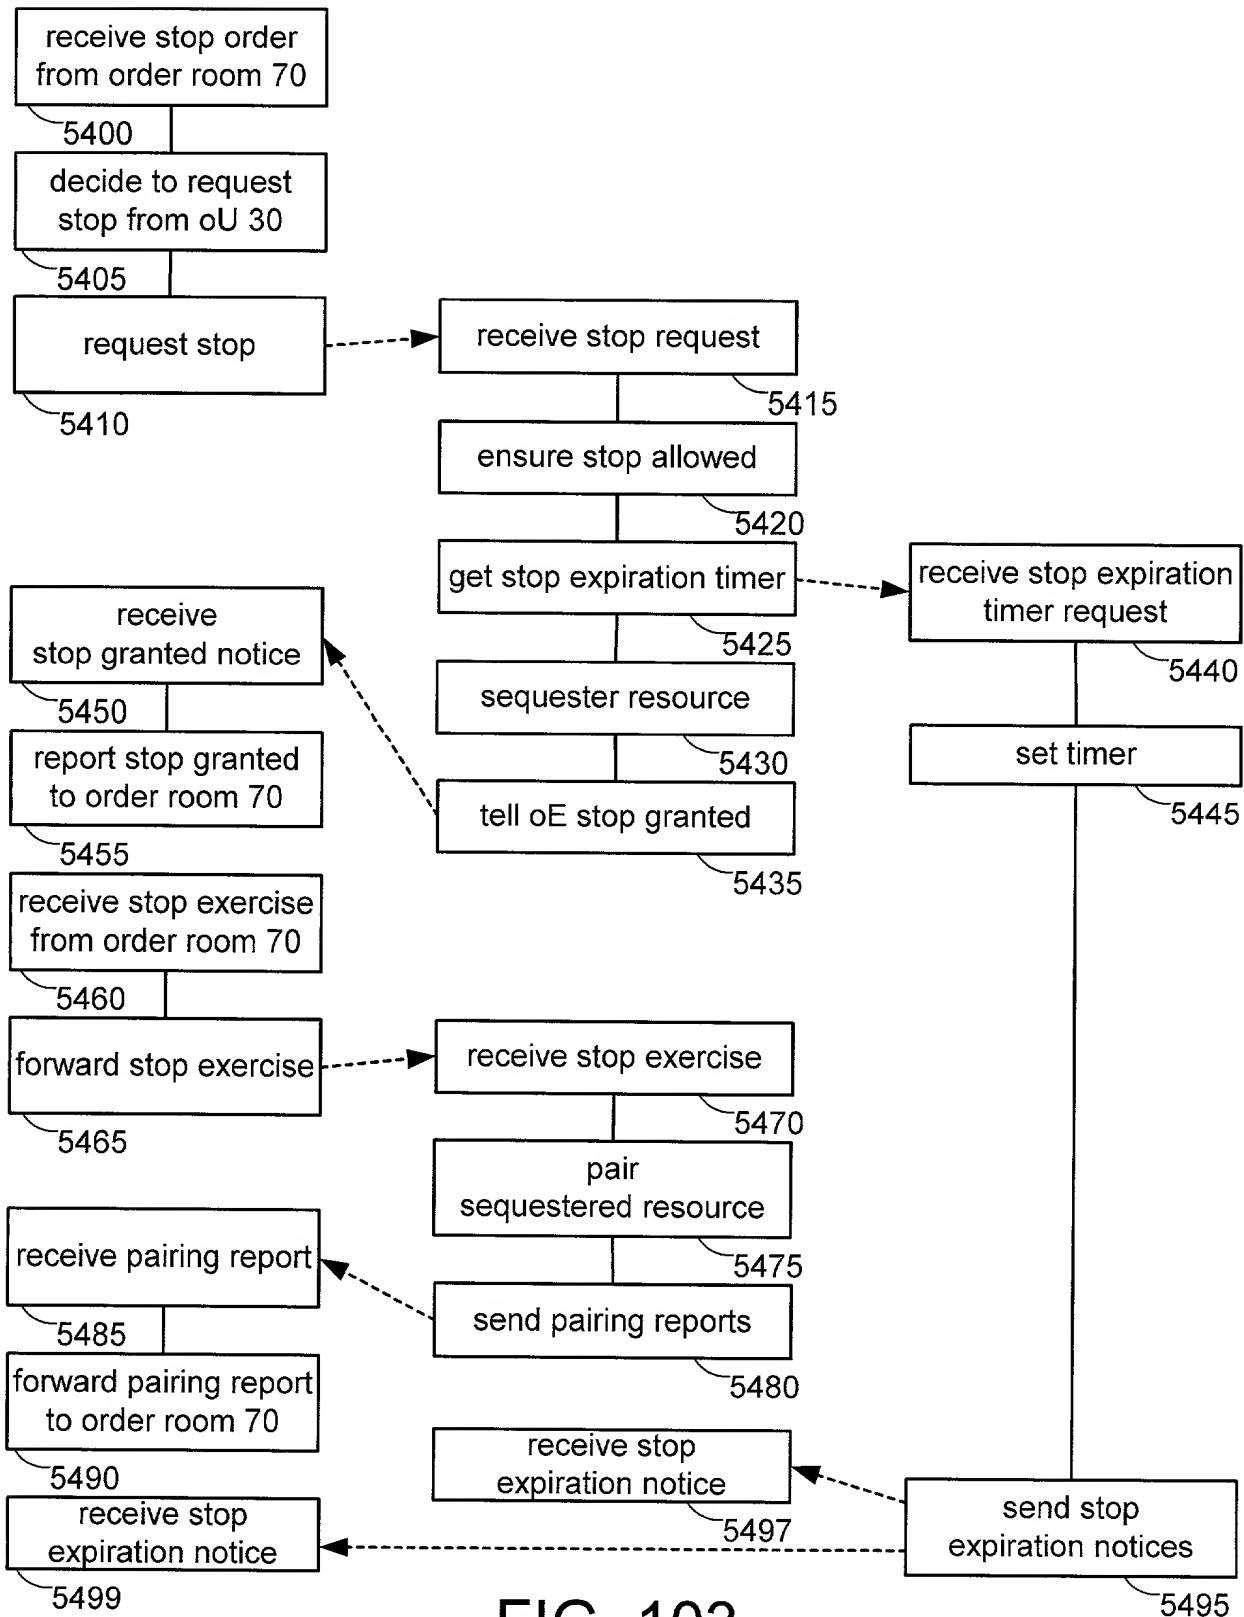 receive stop order
from order room 70
5400
decide to request
stop from oU 30
5405
request stop
5410
receive stop request
5415
ensure stop allowed
5420
get stop expiration timer
5425
receive stop expiration
timer request
5440
sequester resource
5430
set timer
5445
tell oE stop granted
5435
receive
stop granted notice
5450
report stop granted
to order room 70
5455
receive stop exercise
from order room 70
5460
forward stop exercise
5465
receive stop exercise
5470
pair
sequestered resource
5475
send pairing reports
5480
receive pairing report
5485
forward pairing report
to order room 70
5490
receive stop
expiration notice
5497
send stop
expiration notices
5495
receive stop
expiration notice
5499
FIG.